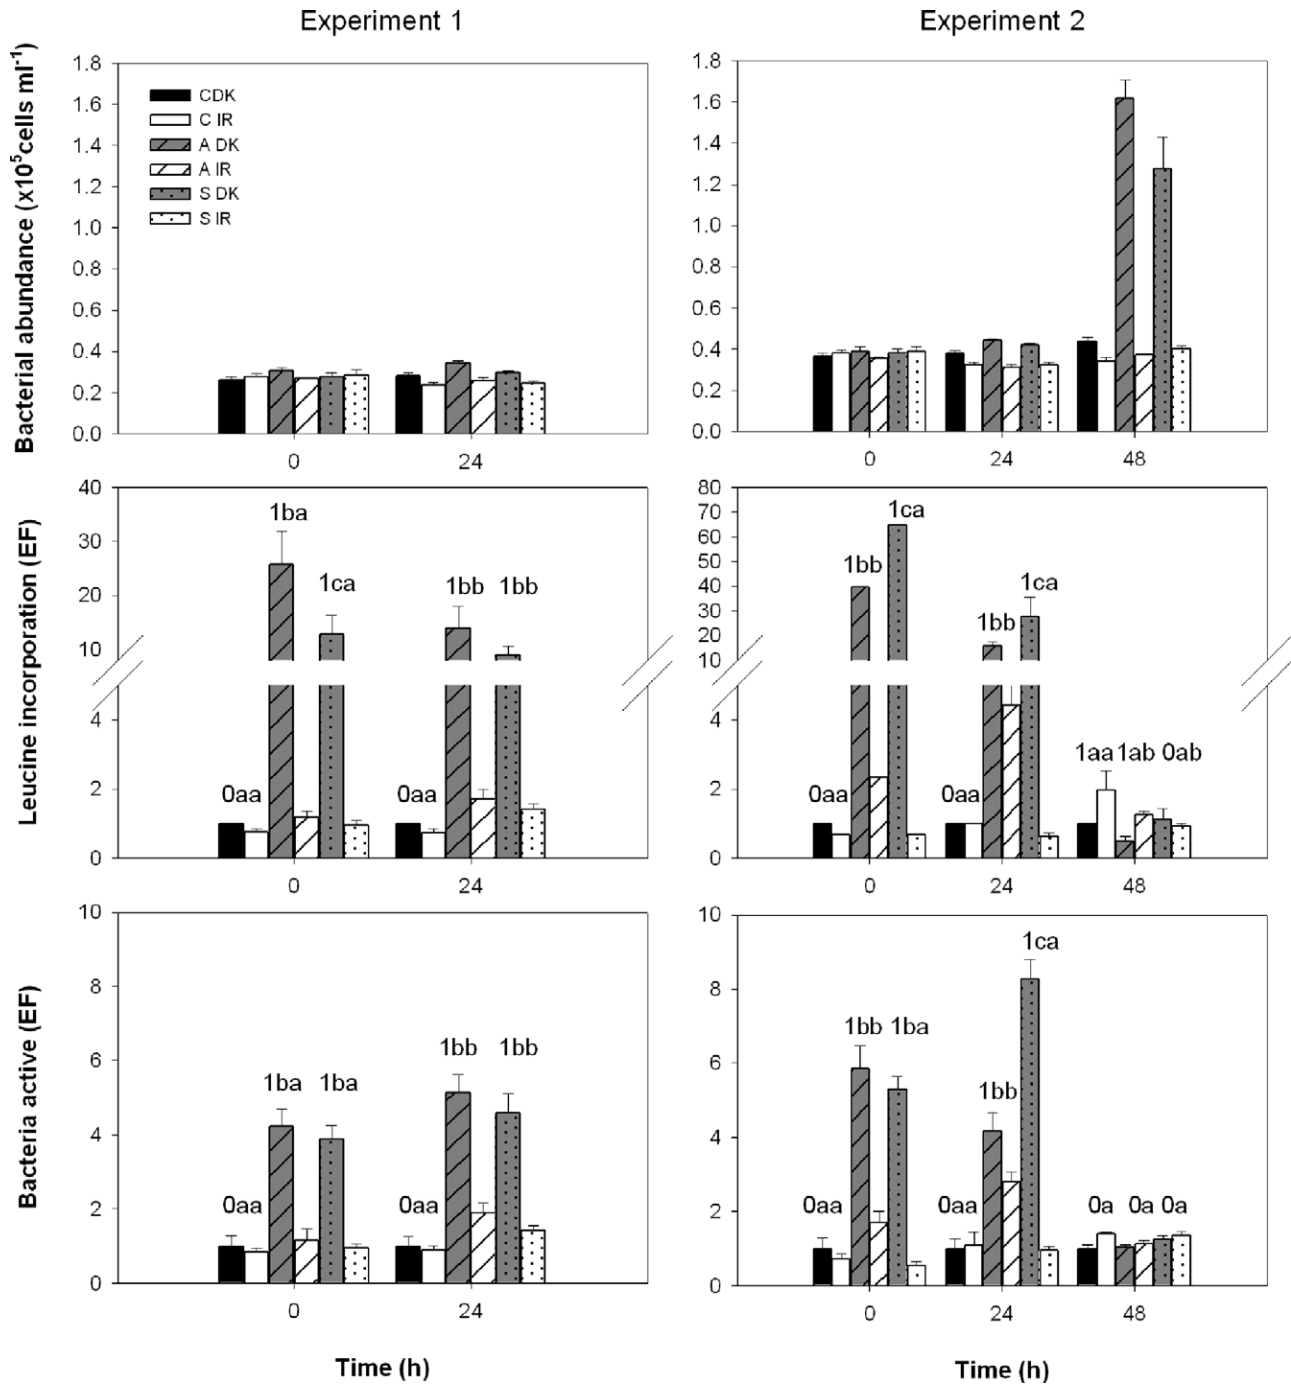 Experiment 1
Experiment 2
Bacterial abundance (x10⁵cells ml⁻¹)
1.8
1.6
1.4
1.2
1.0
0.8
0.6
0.4
0.2
0.0
CDK
C IR
A DK
A IR
S DK
S IR
0 24
1.8
1.6
1.4
1.2
1.0
0.8
0.6
0.4
0.2
0.0
0 24 48
Leucine incorporation (EF)
40
30
20
10
4
2
0
1ba
1ca
1bb 1bb
0aa 0aa
0 24
80
70
60
50
40
30
20
10
4
2
0
1ca
1bb
1ca
1bb
1aa 1ab 0ab
0aa 0aa
0 24 48
Bacteria active (EF)
10
8
6
4
2
0
1bb 1bb
1ba 1ba
0aa 0aa
0 24
Time (h)
10
8
6
4
2
0
1ca
1bb 1ba
1bb
0aa 0aa 0a 0a 0a
0 24 48
Time (h)